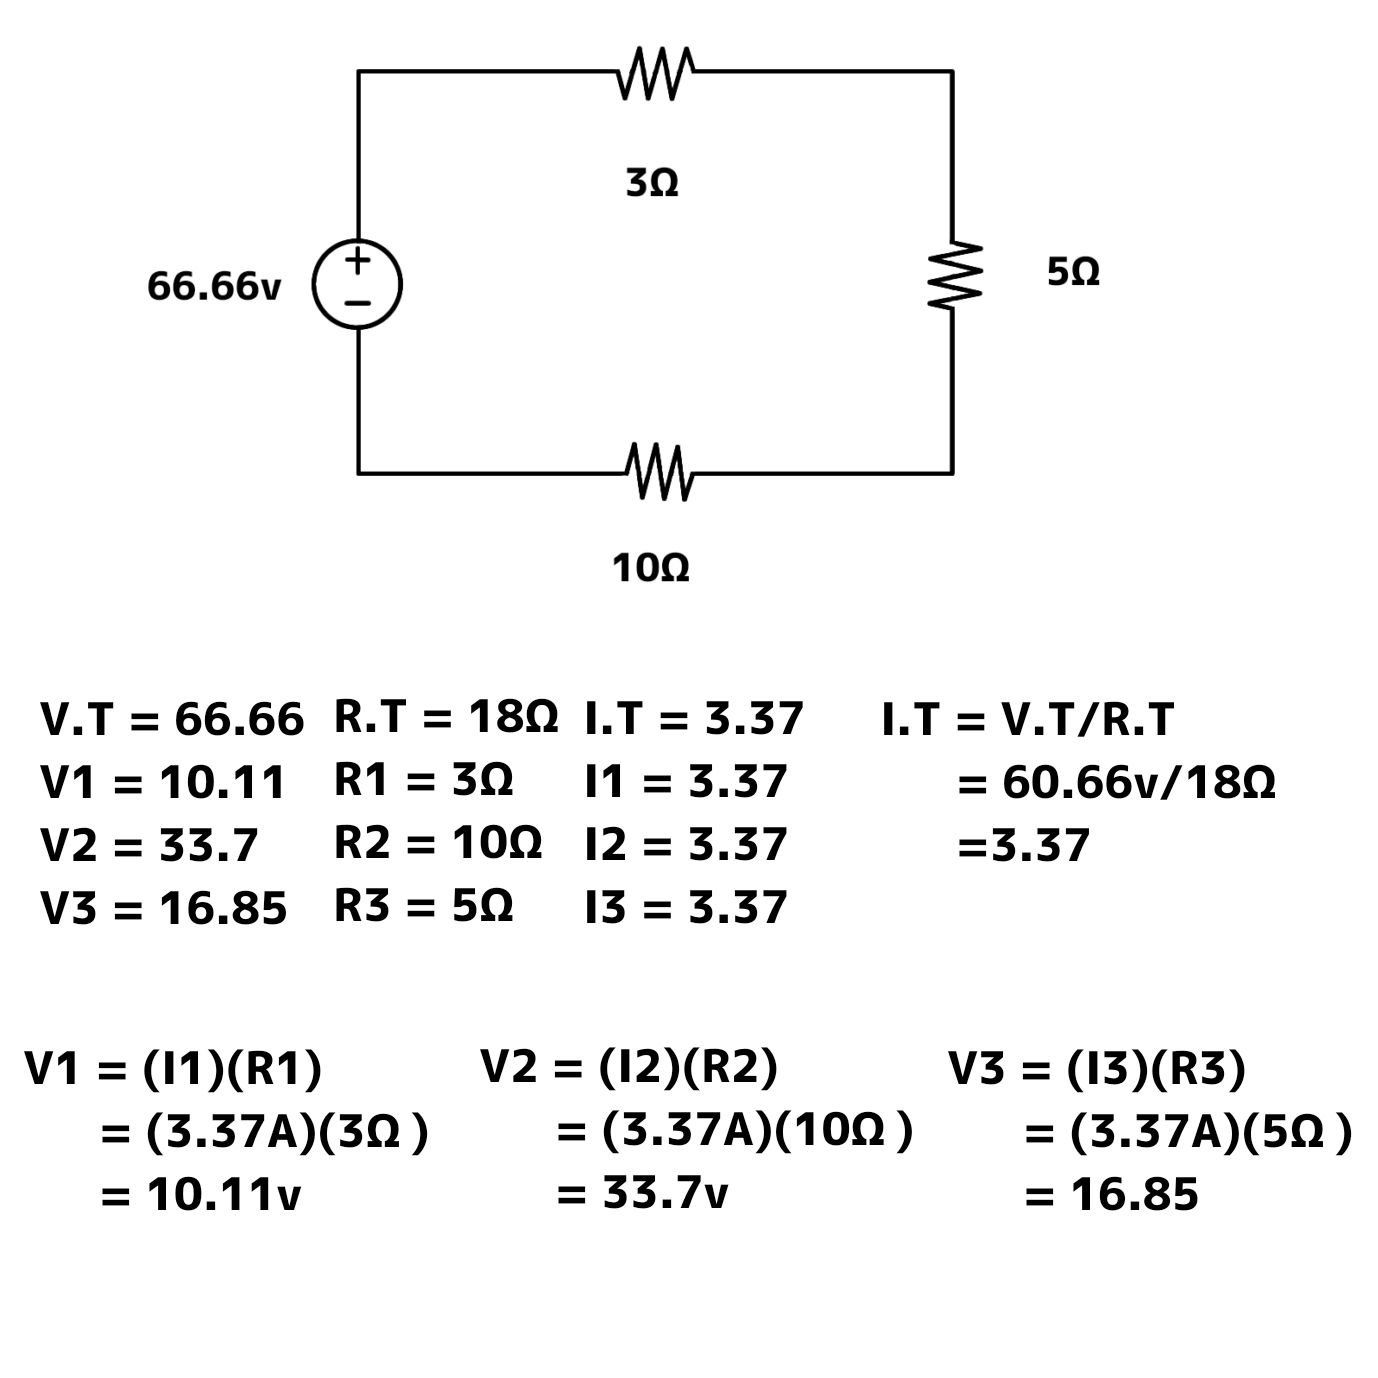 3Ω
66.66v
5Ω
10Ω
V.T = 66.66
V1 = 10.11
V2 = 33.7
V3 = 16.85
R.T = 18Ω
R1 = 3Ω
R2 = 10Ω
R3 = 5Ω
I.T = 3.37
I1 = 3.37
I2 = 3.37
I3 = 3.37
I.T = V.T/R.T
= 60.66v/18Ω
=3.37
V1 = (I1)(R1)
= (3.37A)(3Ω )
= 10.11v
V2 = (I2)(R2)
= (3.37A)(10Ω )
= 33.7v
V3 = (I3)(R3)
= (3.37A)(5Ω )
= 16.85